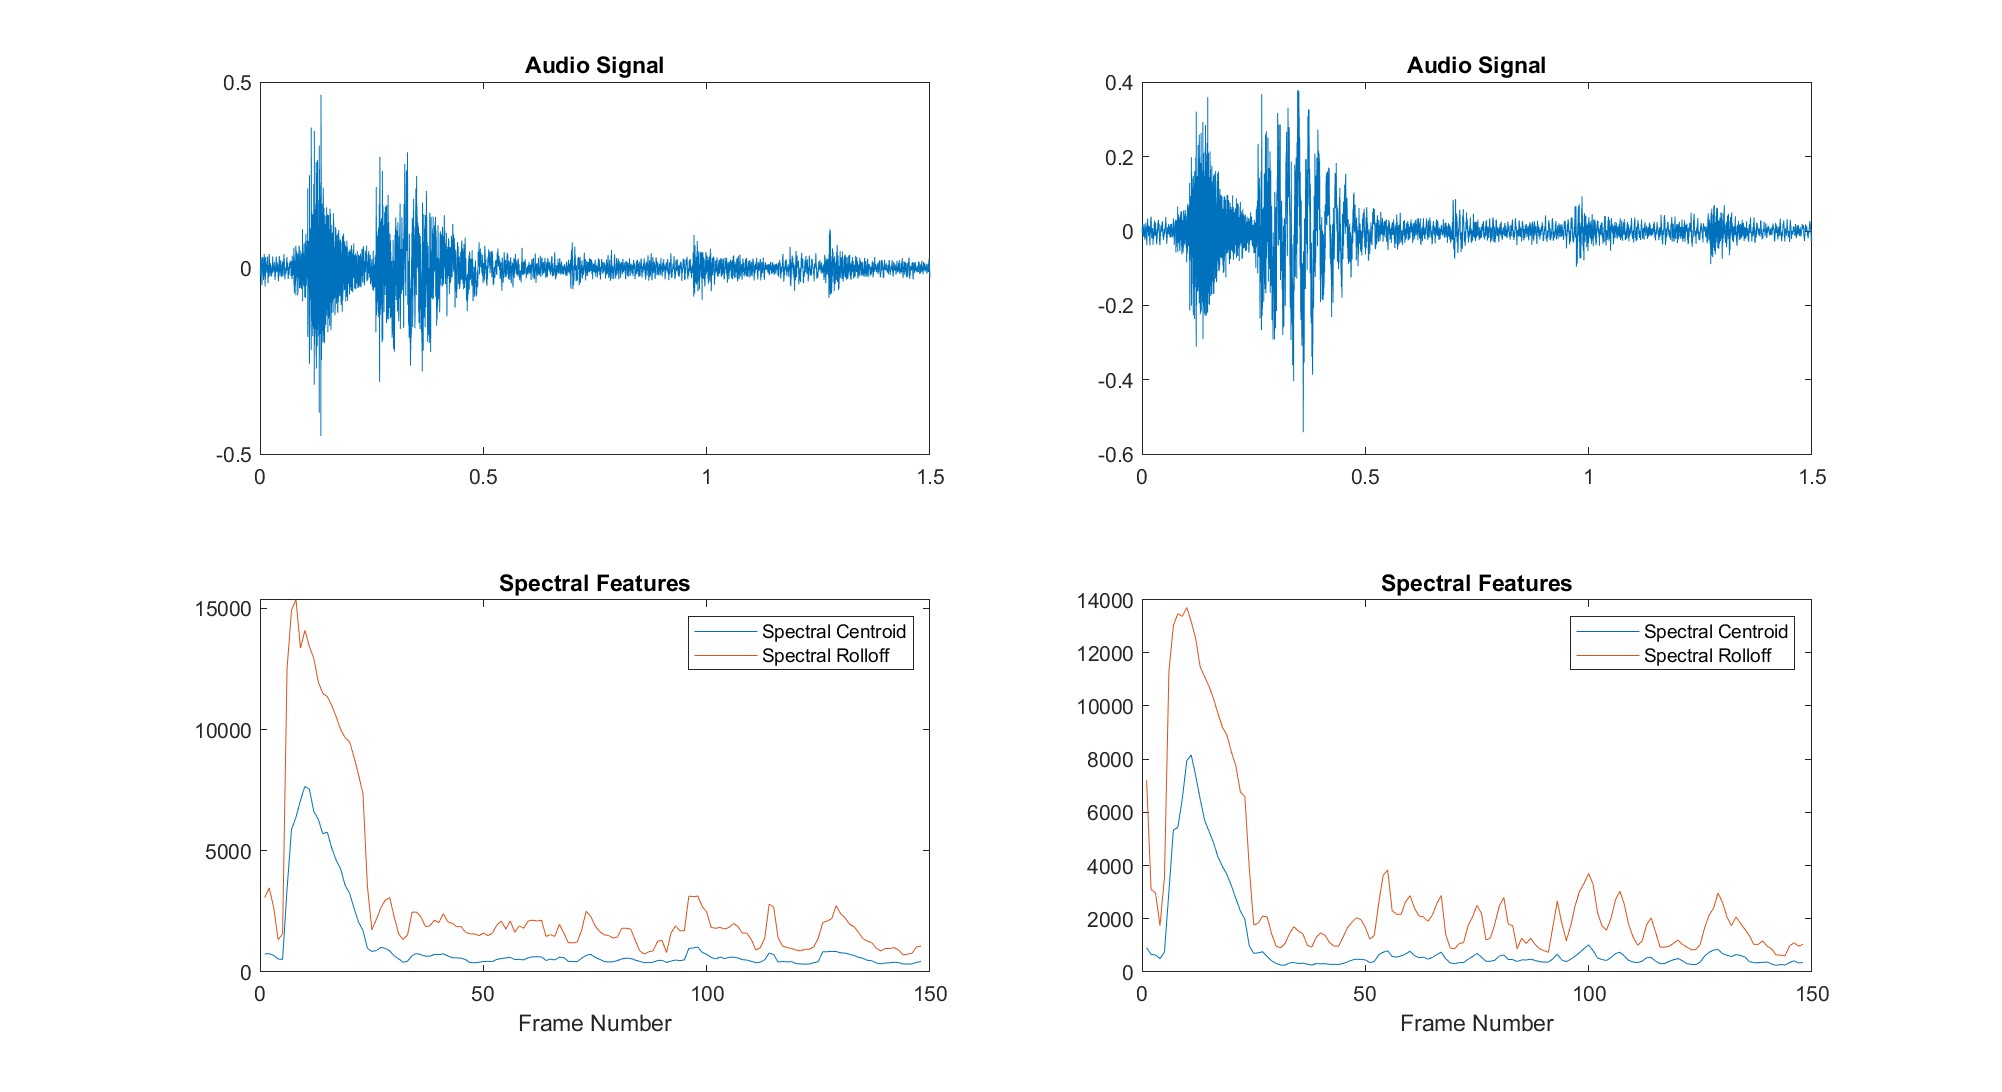 Audio Signal
0.5
0
-0.5
0 0.5 1 1.5
Audio Signal
0.4
0.2
0
-0.2
-0.4
-0.6
0 0.5 1 1.5
Spectral Features
15000
10000
5000
0
Spectral Centroid
Spectral Rolloff
0 50 100 150
Frame Number
Spectral Features
14000
12000
10000
8000
6000
4000
2000
0
Spectral Centroid
Spectral Rolloff
0 50 100 150
Frame Number